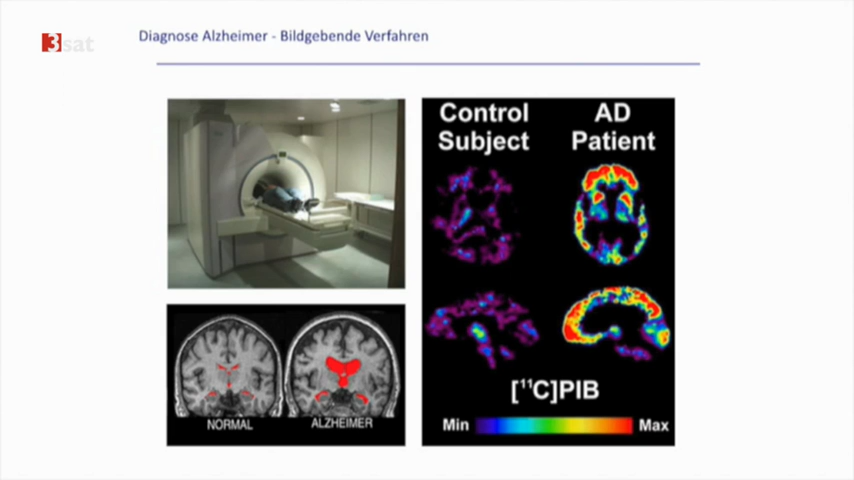 3sat
Diagnose Alzheimer - Bildgebende Verfahren
Control
Subject
AD
Patient
[¹¹C]PIB
Min
Max
NORMAL
ALZHEIMER